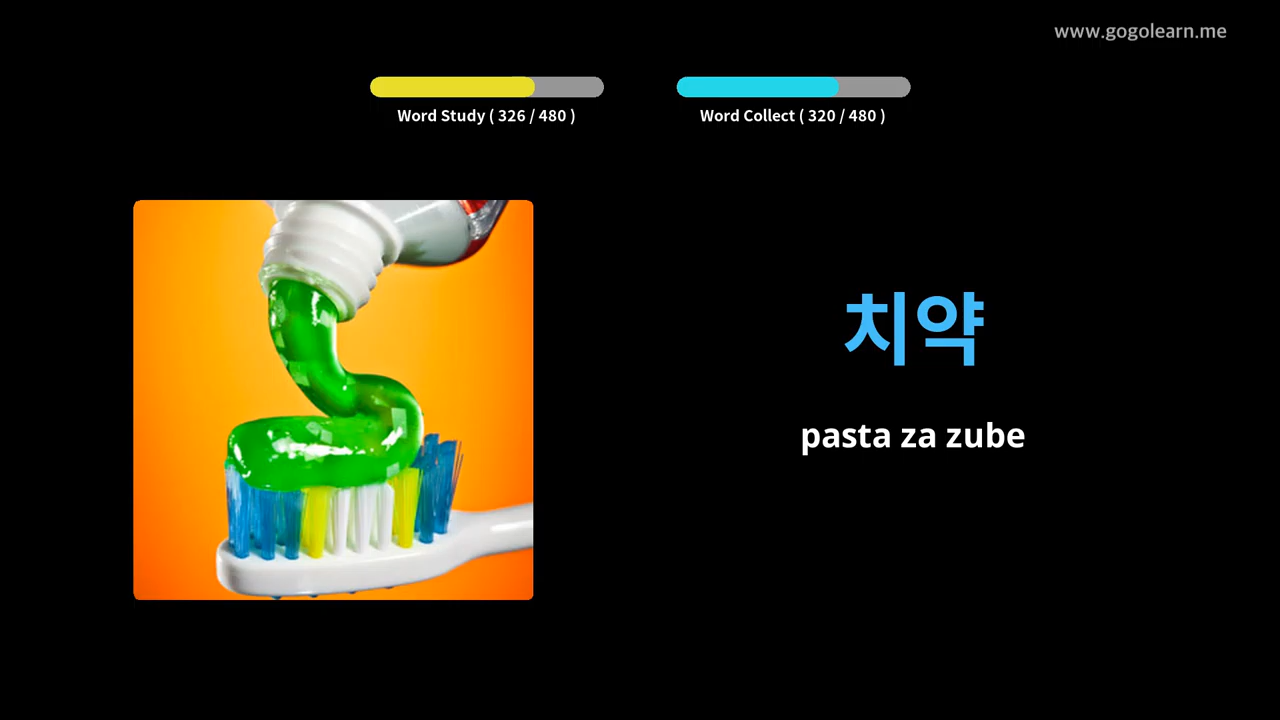 www.gogolearn.me
Word Study ( 326 / 480 )
Word Collect ( 320 / 480 )
치약
pasta za zube